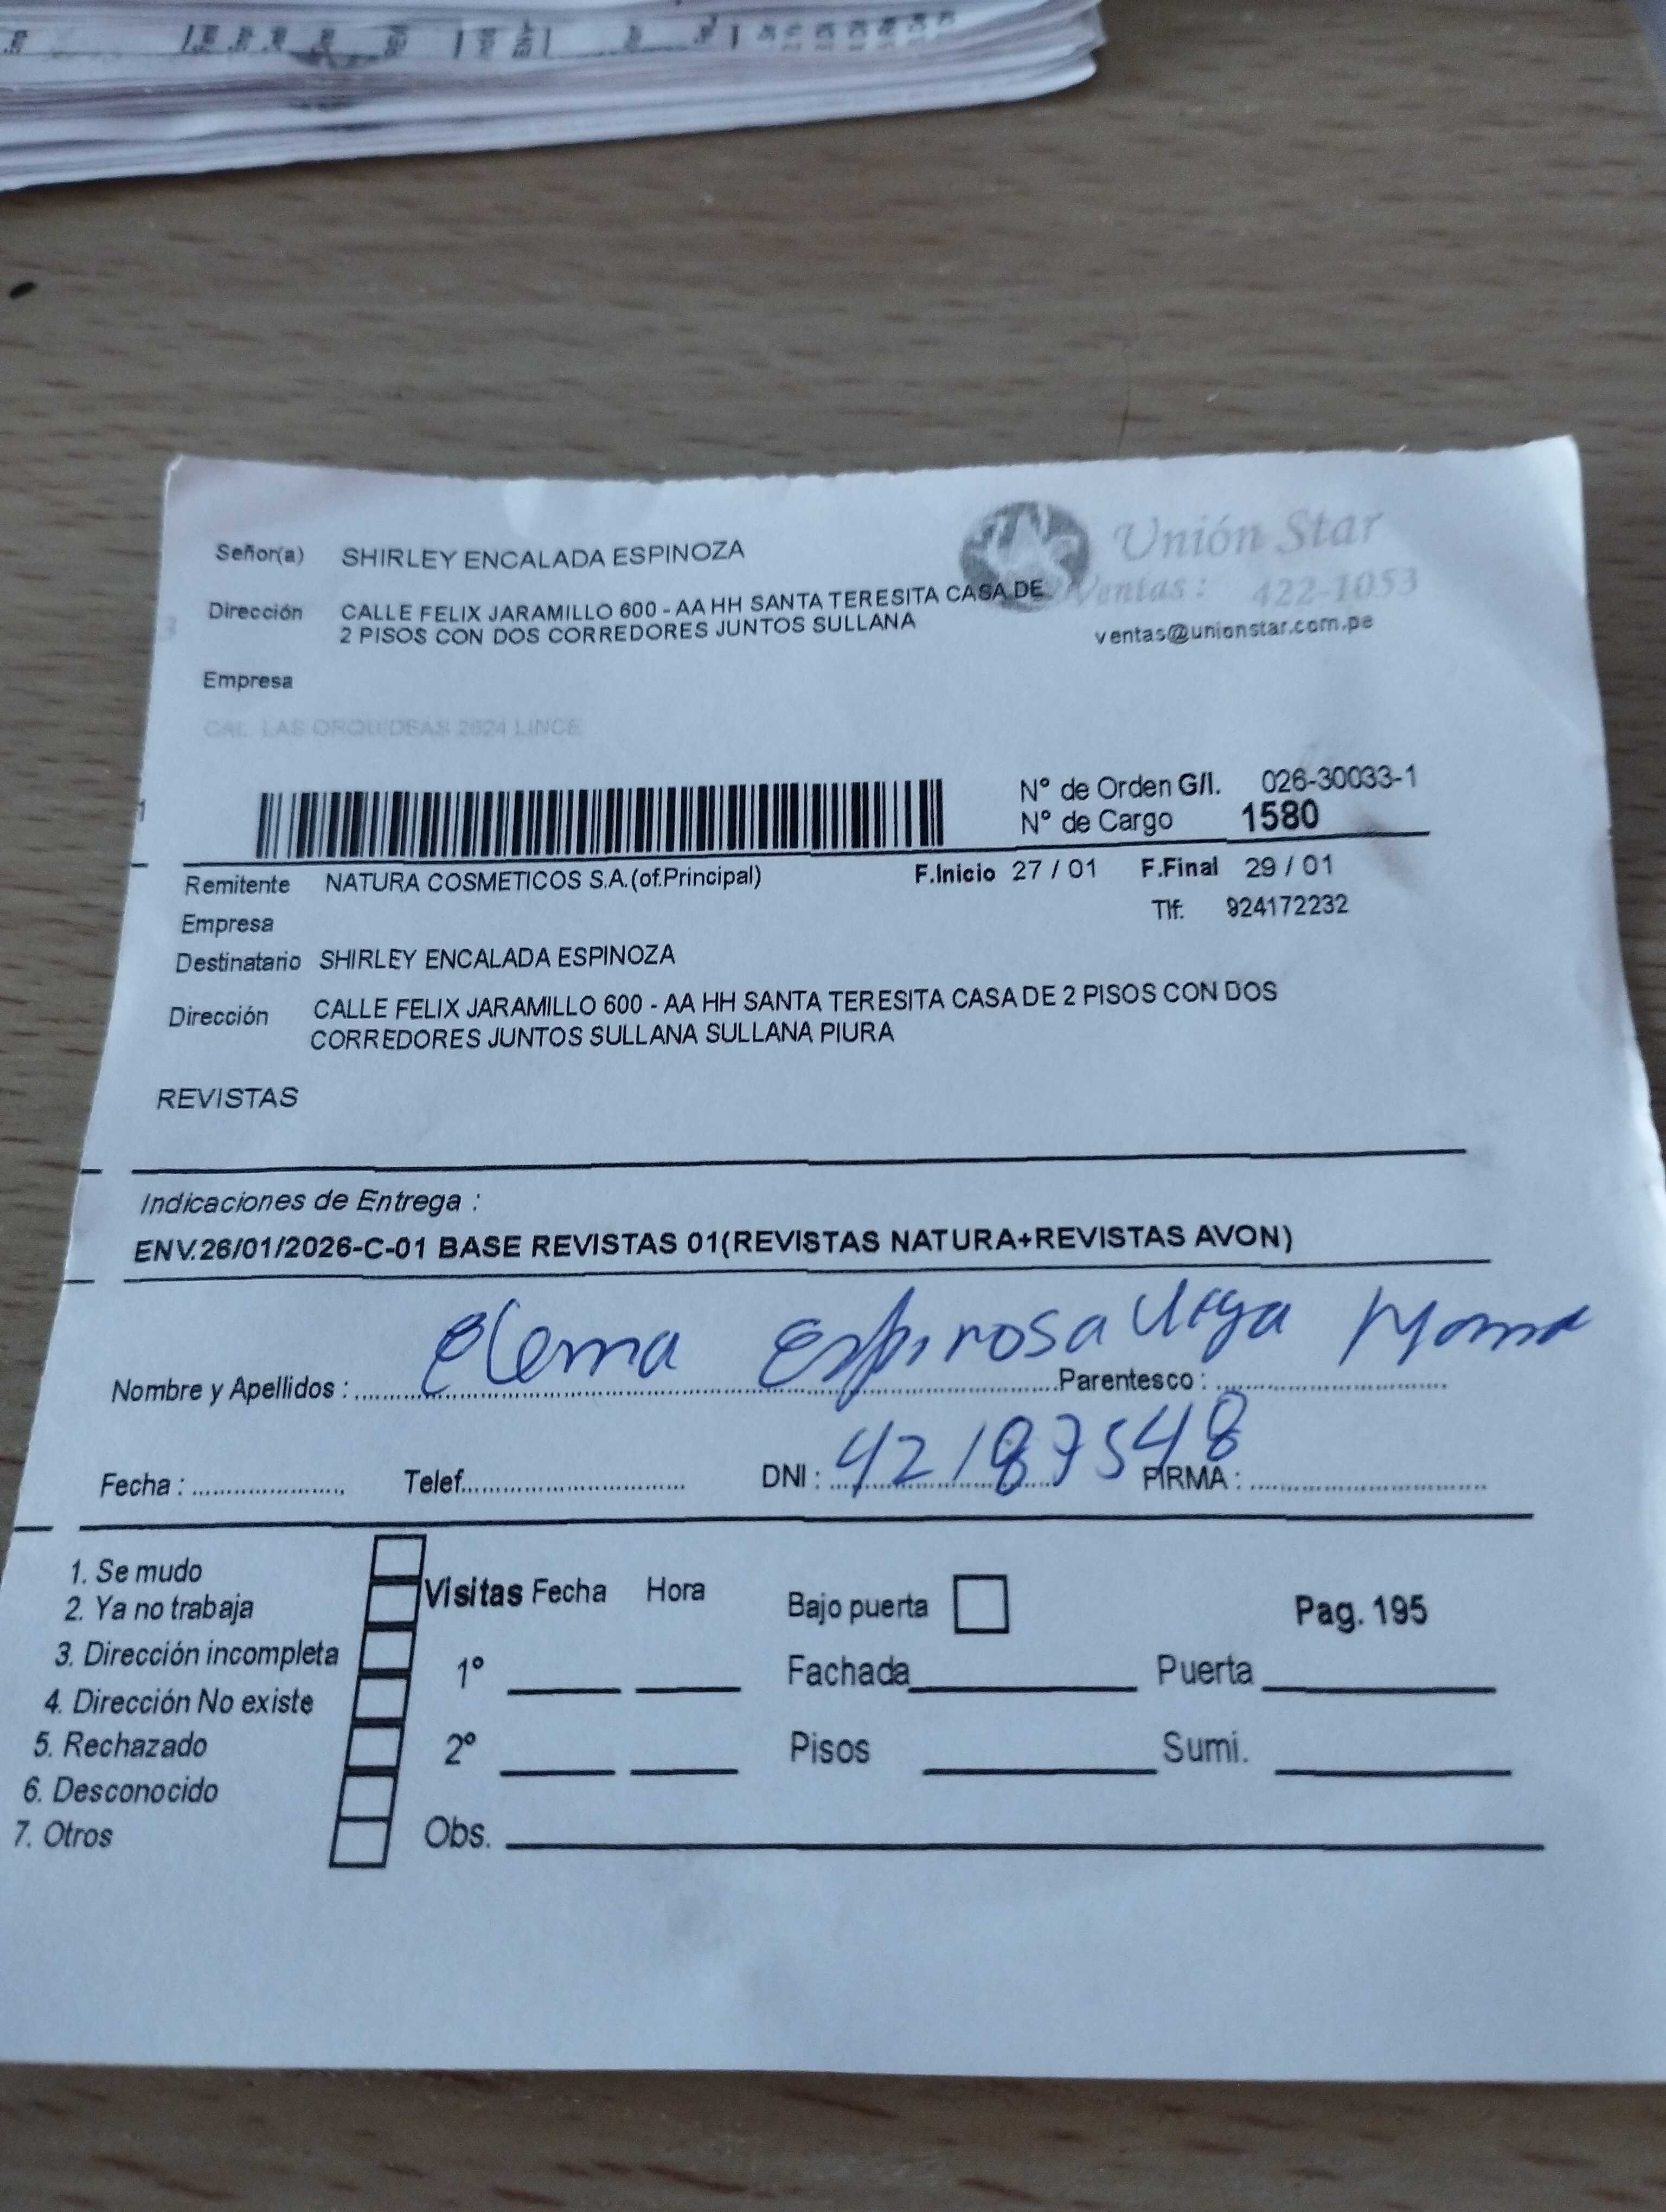 Señor(a) SHIRLEY ENCALADA ESPINOZA
Unión Star
Ventas: 422-1053
ventas@unionstar.com.pe
Dirección CALLE FELIX JARAMILLO 600 - AA HH SANTA TERESITA CASA DE
2 PISOS CON DOS CORREDORES JUNTOS SULLANA
Empresa
CAL LAS ORQUIDEAS 2624 LINCE
Nº de Orden G/I. 026-30033-1
Nº de Cargo 1580
Remitente NATURA COSMETICOS S.A.(of.Principal) F.Inicio 27 / 01 F.Final 29 / 01
Empresa Tlf: 924172232
Destinatario SHIRLEY ENCALADA ESPINOZA
Dirección CALLE FELIX JARAMILLO 600 - AA HH SANTA TERESITA CASA DE 2 PISOS CON DOS
CORREDORES JUNTOS SULLANA SULLANA PIURA
REVISTAS
Indicaciones de Entrega :
ENV.26/01/2026-C-01 BASE REVISTAS 01(REVISTAS NATURA+REVISTAS AVON)
Nombre y Apellidos : Elema Espinosa Parentesco :
Fecha : Telef. DNI : 42187548 FIRMA :
1. Se mudo
2. Ya no trabaja
3. Dirección incompleta
4. Dirección No existe
5. Rechazado
6. Desconocido
7. Otros
Visitas Fecha Hora
1º
2º
Obs.
Bajo puerta Pag. 195
Fachada Puerta
Pisos Sumi.